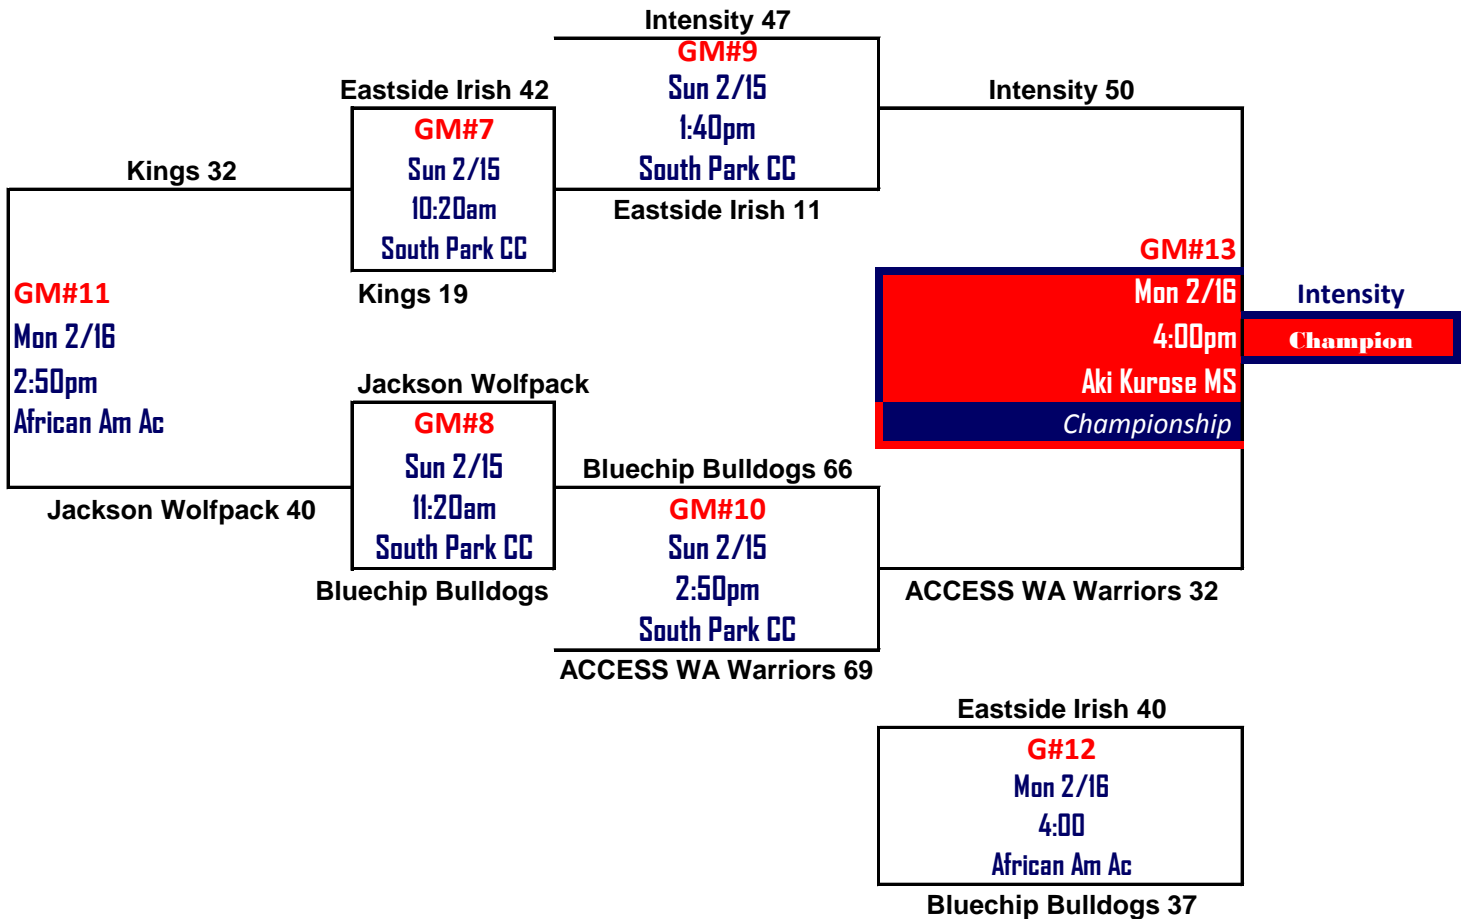 Intensity 47
GM#9
Sun 2/15
1:40pm
South Park CC
Eastside Irish 11
Eastside Irish 42
GM#7
Sun 2/15
10:20am
South Park CC
Kings 19
Intensity 50
Kings 32
GM#11
Mon 2/16
2:50pm
African Am Ac
Jackson Wolfpack 40
GM#13
Mon 2/16
4:00pm
Aki Kurose MS
Championship
Intensity
Champion
Jackson Wolfpack
GM#8
Sun 2/15
11:20am
South Park CC
Bluechip Bulldogs
Bluechip Bulldogs 66
GM#10
Sun 2/15
2:50pm
South Park CC
ACCESS WA Warriors 69
ACCESS WA Warriors 32
Eastside Irish 40
G#12
Mon 2/16
4:00
African Am Ac
Bluechip Bulldogs 37